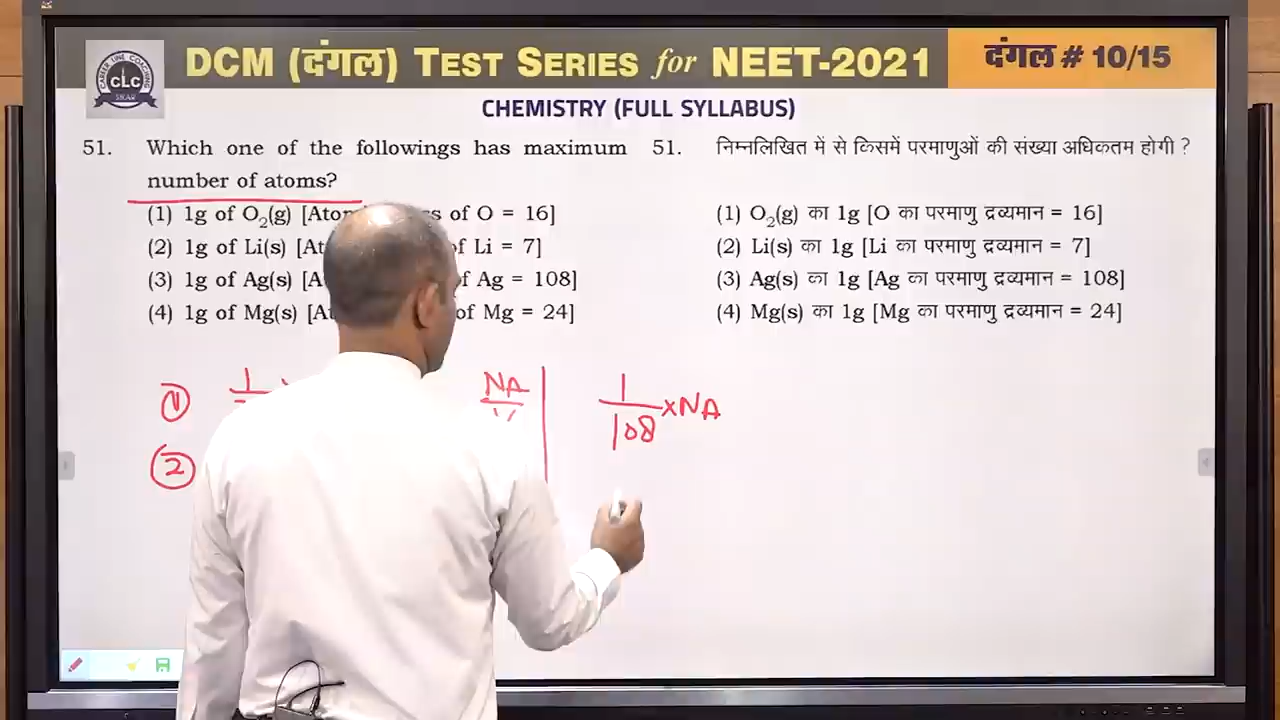 DCM (दंगल) TEST SERIES for NEET-2021
दंगल # 10/15
CLC
CHEMISTRY (FULL SYLLABUS)
51. Which one of the followings has maximum
number of atoms?
(1) 1g of O₂(g) [Atom of O = 16]
(2) 1g of Li(s) [At of Li = 7]
(3) 1g of Ag(s) [A f Ag = 108]
(4) 1g of Mg(s) [A of Mg = 24]
51. निम्नलिखित में से किसमें परमाणुओं की संख्या अधिकतम होगी ?
(1) O₂(g) का 1g [O का परमाणु द्रव्यमान = 16]
(2) Li(s) का 1g [Li का परमाणु द्रव्यमान = 7]
(3) Ag(s) का 1g [Ag का परमाणु द्रव्यमान = 108]
(4) Mg(s) का 1g [Mg का परमाणु द्रव्यमान = 24]
① 1
NA
②
1/108 × NA